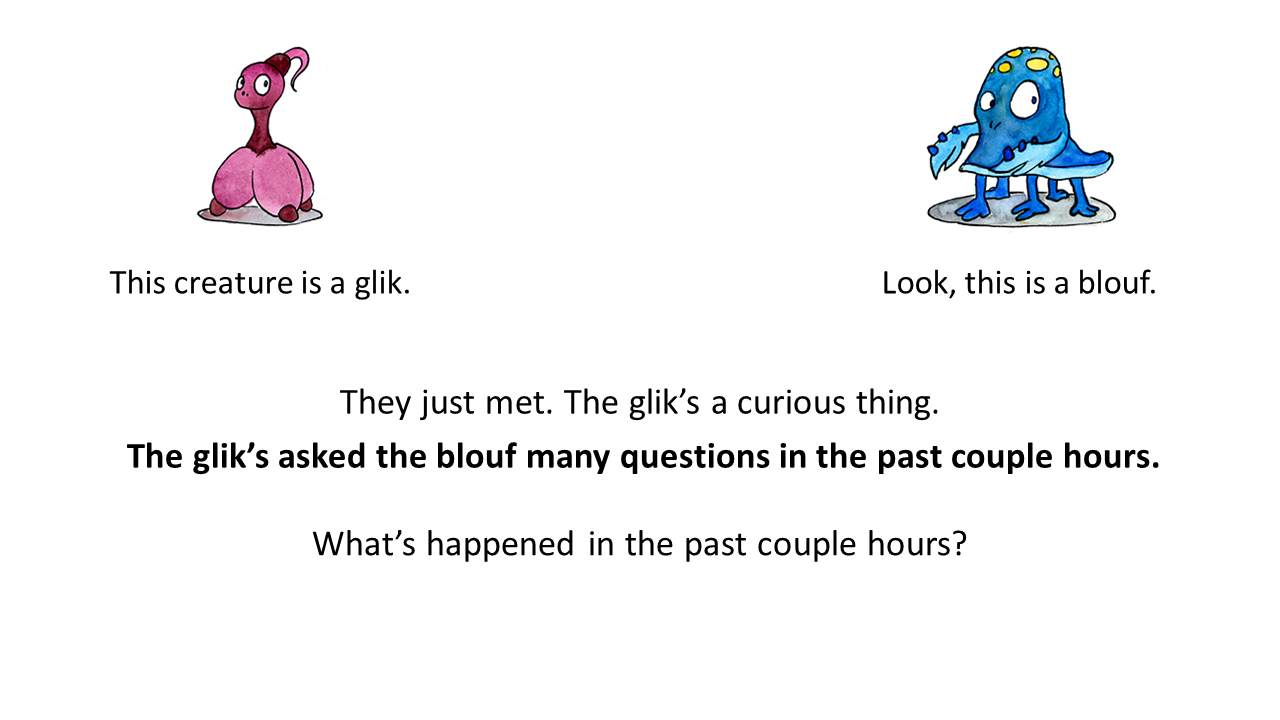 This creature is a glik.
Look, this is a blouf.
They just met. The glik’s a curious thing.
The glik’s asked the blouf many questions in the past couple hours.
What’s happened in the past couple hours?